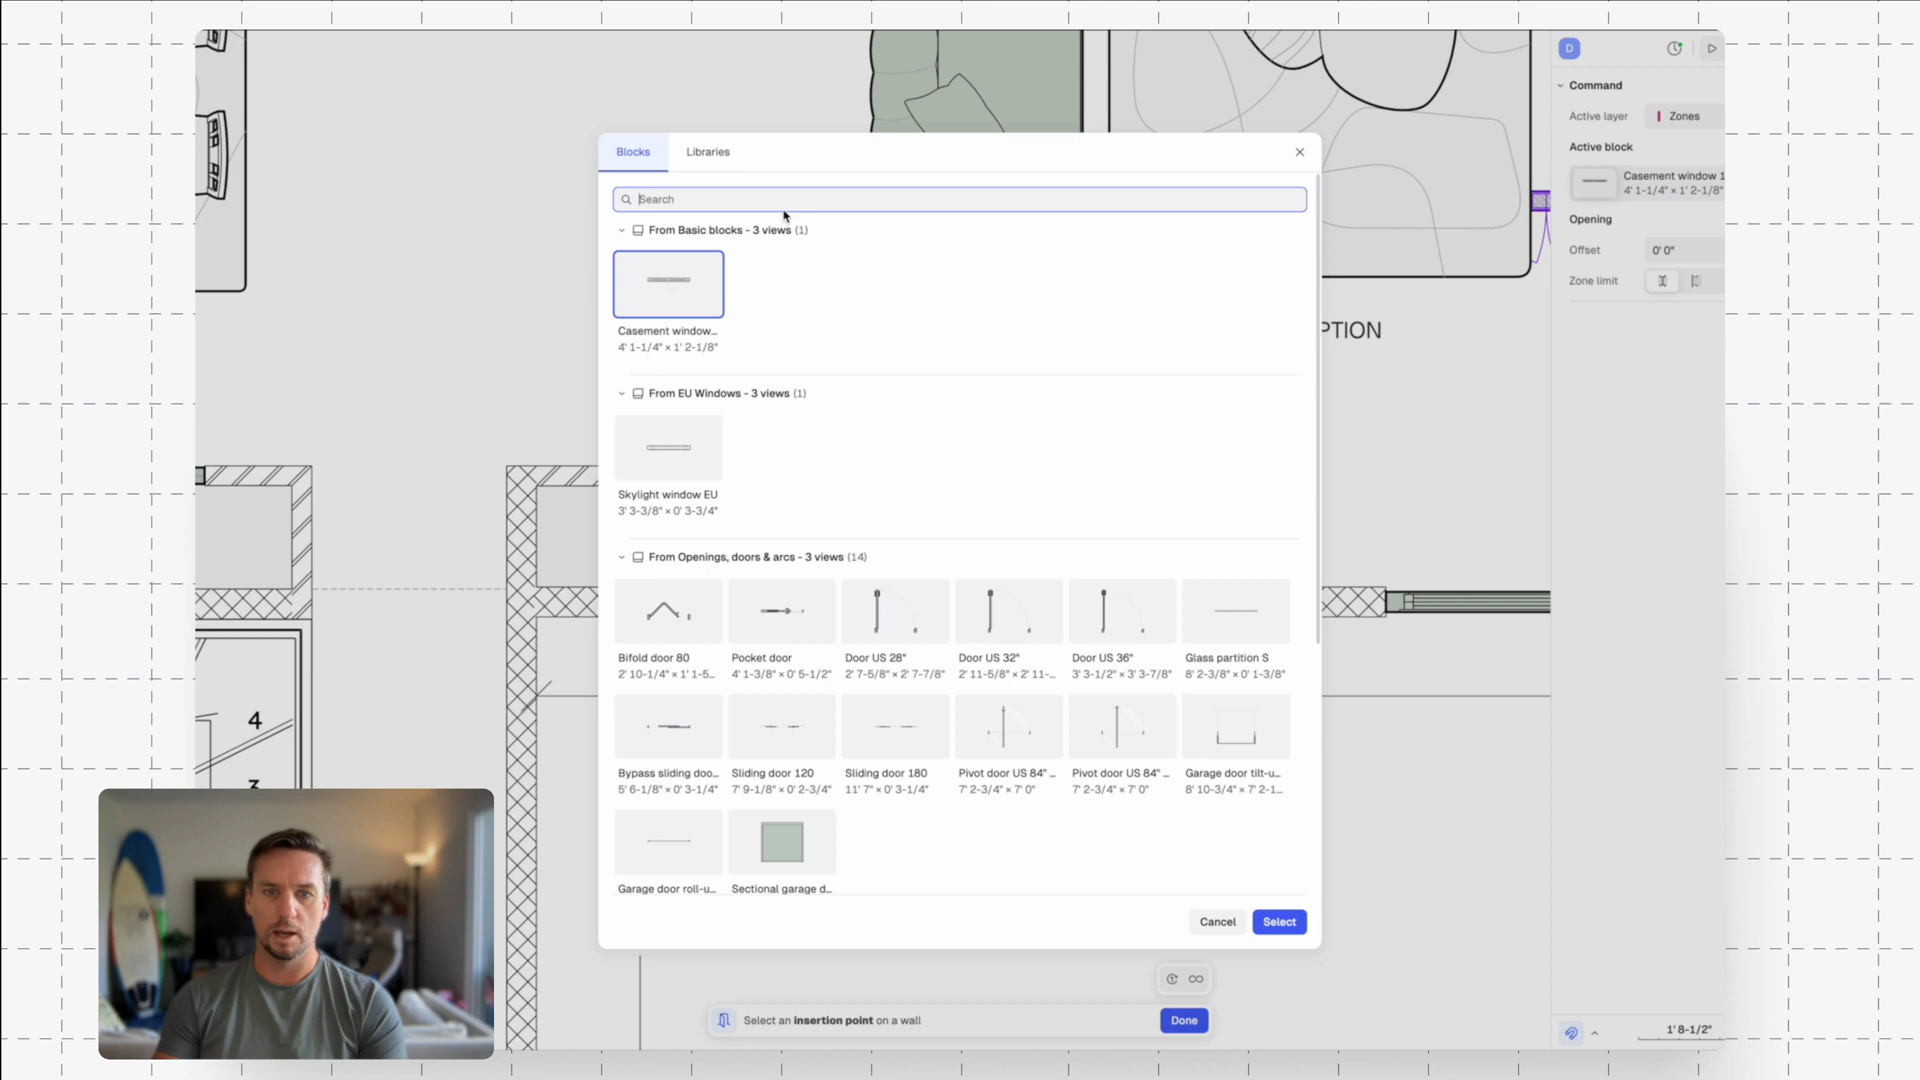 D
Command
Active layer
Zones
Active block
Casement window 1
4' 1-1/4" × 1' 2-1/8"
Opening
Offset
0' 0"
Zone limit
Blocks
Libraries
Search
From Basic blocks - 3 views (1)
Casement window...
4' 1-1/4" × 1' 2-1/8"
From EU Windows - 3 views (1)
Skylight window EU
3' 3-3/8" × 0' 3-3/4"
From Openings, doors & arcs - 3 views (14)
Bifold door 80
2' 10-1/4" × 1' 1-5...
Pocket door
4' 1-3/8" × 0' 5-1/2"
Door US 28"
2' 7-5/8" × 2' 7-7/8"
Door US 32"
2' 11-5/8" × 2' 11-...
Door US 36"
3' 3-1/2" × 3' 3-7/8"
Glass partition S
8' 2-3/8" × 0' 1-3/8"
Bypass sliding doo...
5' 6-1/8" × 0' 3-1/4"
Sliding door 120
7' 9-1/8" × 0' 2-3/4"
Sliding door 180
11' 7" × 0' 3-1/4"
Pivot door US 84" ...
7' 2-3/4" × 7' 0"
Pivot door US 84" ...
7' 2-3/4" × 7' 0"
Garage door tilt-u...
8' 10-3/4" × 7' 2-1...
Garage door roll-u...
Sectional garage d...
Cancel
Select
PTION
4
3
Select an insertion point on a wall
Done
1' 8-1/2"